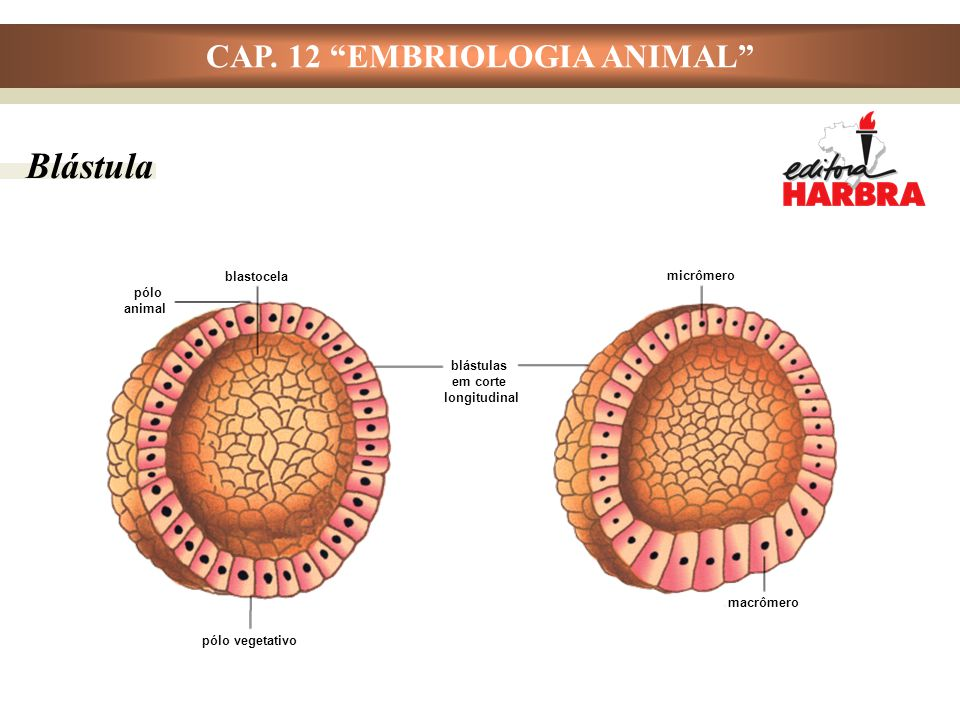 CAP. 12 “EMBRIOLOGIA ANIMAL”
Blástula
editora
HARBRA
blastocela
pólo
animal
micrômero
blástulas
em corte
longitudinal
macrômero
pólo vegetativo